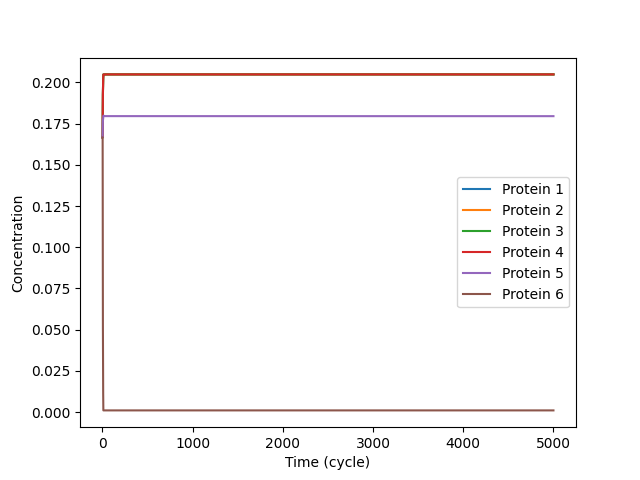 0.200
0.175
0.150
0.125
0.100
0.075
0.050
0.025
0.000
Concentration
Protein 1
Protein 2
Protein 3
Protein 4
Protein 5
Protein 6
0 1000 2000 3000 4000 5000
Time (cycle)